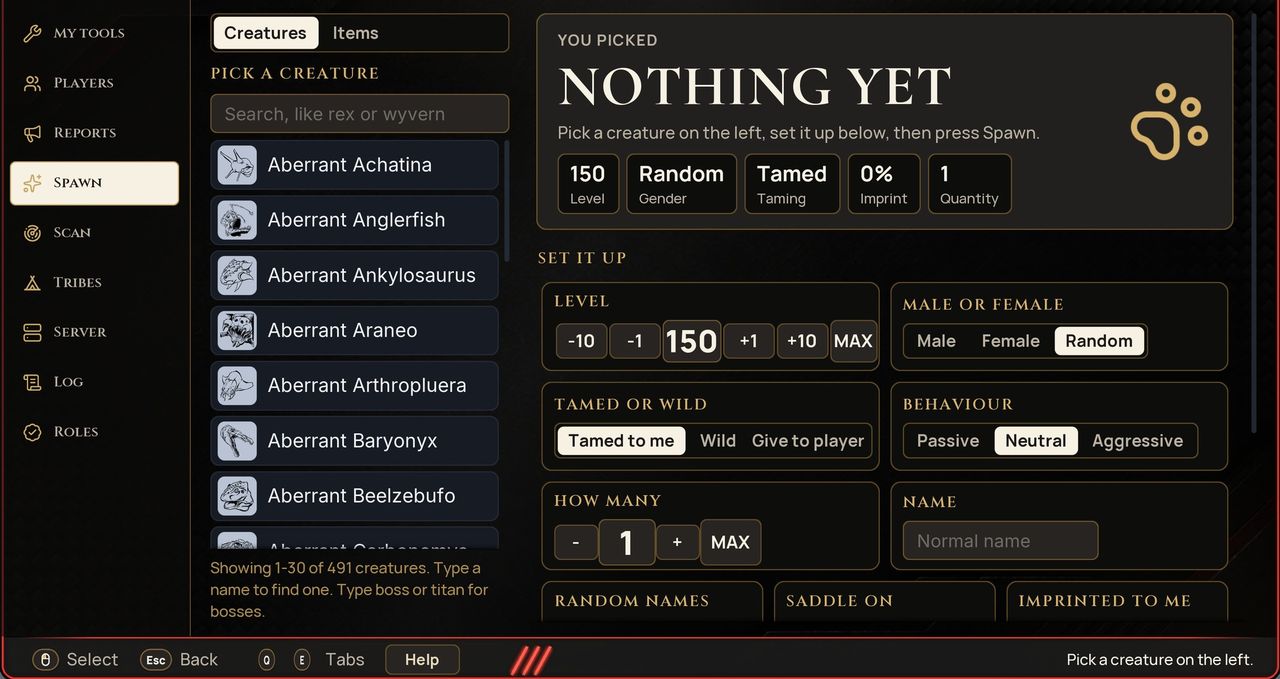 MY TOOLS
PLAYERS
REPORTS
SPAWN
SCAN
TRIBES
SERVER
LOG
ROLES
Creatures Items
PICK A CREATURE
Search, like rex or wyvern
Aberrant Achatina
Aberrant Anglerfish
Aberrant Ankylosaurus
Aberrant Araneo
Aberrant Arthropluera
Aberrant Baryonyx
Aberrant Beelzebufo
Showing 1-30 of 491 creatures. Type a
name to find one. Type boss or titan for
bosses.
YOU PICKED
NOTHING YET
Pick a creature on the left, set it up below, then press Spawn.
150 Random Tamed 0% 1
Level Gender Taming Imprint Quantity
SET IT UP
LEVEL
-10 -1 150 +1 +10 MAX
MALE OR FEMALE
Male Female Random
TAMED OR WILD
Tamed to me Wild Give to player
BEHAVIOUR
Passive Neutral Aggressive
HOW MANY
- 1 + MAX
NAME
Normal name
RANDOM NAMES
SADDLE ON
IMPRINTED TO ME
Select Esc Back Q E Tabs Help
Pick a creature on the left.